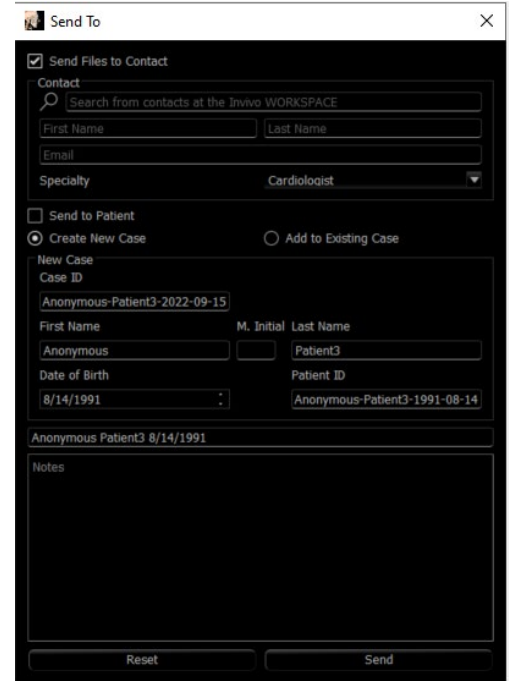 Send To
Send Files to Contact
Contact
Search from contacts at the Invivo WORKSPACE
First Name Last Name
Email
Specialty Cardiologist
Send to Patient
Create New Case Add to Existing Case
New Case
Case ID
Anonymous-Patient3-2022-09-15
First Name M. Initial Last Name
Anonymous Patient3
Date of Birth Patient ID
8/14/1991 Anonymous-Patient3-1991-08-14
Anonymous Patient3 8/14/1991
Notes
Reset Send